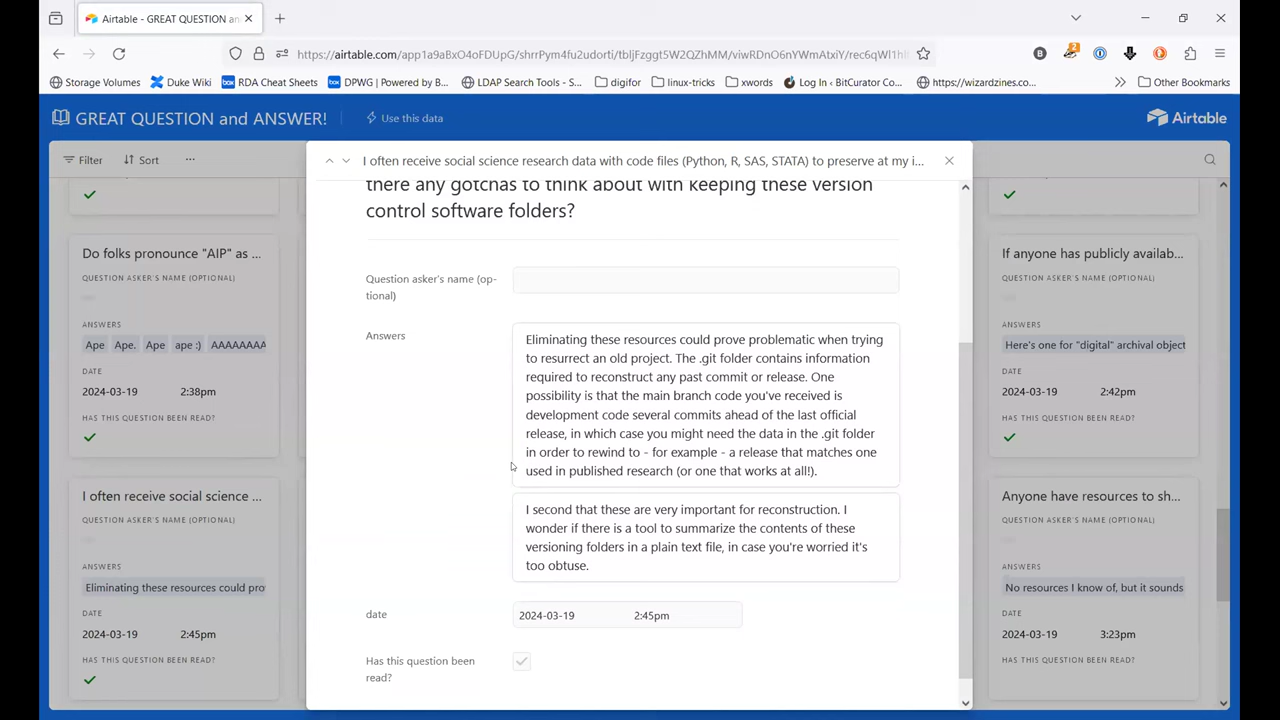 Airtable - GREAT QUESTION an
https://airtable.com/app1a9aBxO4oFDUpG/shrrPym4fu2udorti/tbljFzggt5W2QZhMM/viwRDnO6nYWmAtxiY/rec6qWl1h
2
Storage Volumes
Duke Wiki
RDA Cheat Sheets
DPWG | Powered by B...
LDAP Search Tools - S...
digifor
linux-tricks
xwords
Log In ‹ BitCurator Co...
https://wizardzines.co...
Other Bookmarks
GREAT QUESTION and ANSWER!
Use this data
Airtable
Filter
Sort
I often receive social science research data with code files (Python, R, SAS, STATA) to preserve at my i...
there any gotchas to think about with keeping these version
control software folders?
Question asker's name (op-
tional)
Answers
Eliminating these resources could prove problematic when trying
to resurrect an old project. The .git folder contains information
required to reconstruct any past commit or release. One
possibility is that the main branch code you've received is
development code several commits ahead of the last official
release, in which case you might need the data in the .git folder
in order to rewind to - for example - a release that matches one
used in published research (or one that works at all!).
I second that these are very important for reconstruction. I
wonder if there is a tool to summarize the contents of these
versioning folders in a plain text file, in case you're worried it's
too obtuse.
date
2024-03-19 2:45pm
Has this question been
read?
Do folks pronounce "AIP" as ...
QUESTION ASKER'S NAME (OPTIONAL)
ANSWERS
Ape Ape. Ape ape :) AAAAAAA
DATE
2024-03-19 2:38pm
HAS THIS QUESTION BEEN READ?
I often receive social science ...
QUESTION ASKER'S NAME (OPTIONAL)
ANSWERS
Eliminating these resources could pro
DATE
2024-03-19 2:45pm
HAS THIS QUESTION BEEN READ?
If anyone has publicly availab...
QUESTION ASKER'S NAME (OPTIONAL)
ANSWERS
Here's one for "digital" archival object
DATE
2024-03-19 2:42pm
HAS THIS QUESTION BEEN READ?
Anyone have resources to sh...
QUESTION ASKER'S NAME (OPTIONAL)
ANSWERS
No resources I know of, but it sounds
DATE
2024-03-19 3:23pm
HAS THIS QUESTION BEEN READ?